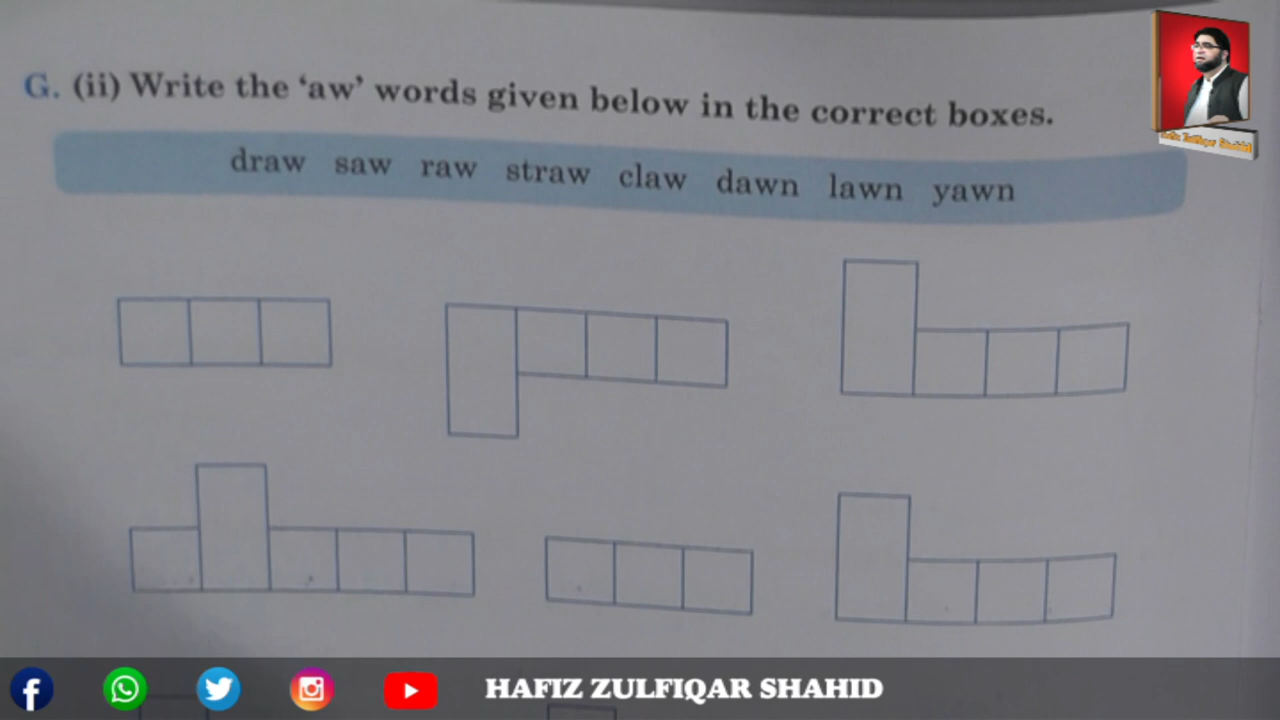 G. (ii) Write the ‘aw’ words given below in the correct boxes.
draw saw raw straw claw dawn lawn yawn
HAFIZ ZULFIQAR SHAHID